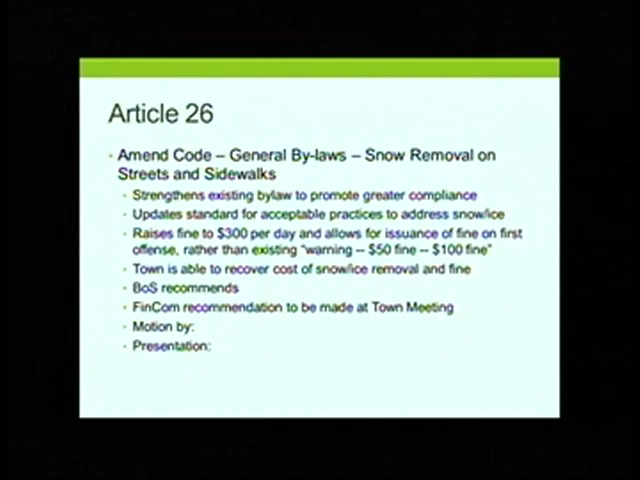 Article 26
Amend Code – General By-laws – Snow Removal on
Streets and Sidewalks
Strengthens existing bylaw to promote greater compliance
Updates standard for acceptable practices to address snow/ice
Raises fine to $300 per day and allows for issuance of fine on first
offense, rather than existing "warning -- $50 fine -- $100 fine"
Town is able to recover cost of snow/ice removal and fine
BoS recommends
FinCom recommendation to be made at Town Meeting
Motion by:
Presentation: